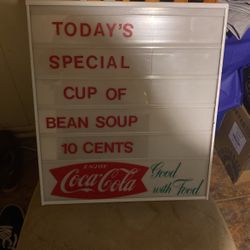 TODAY'S
SPECIAL
CUP OF
BEAN SOUP
10 CENTS
ENJOY
Coca-Cola
Good
with Food